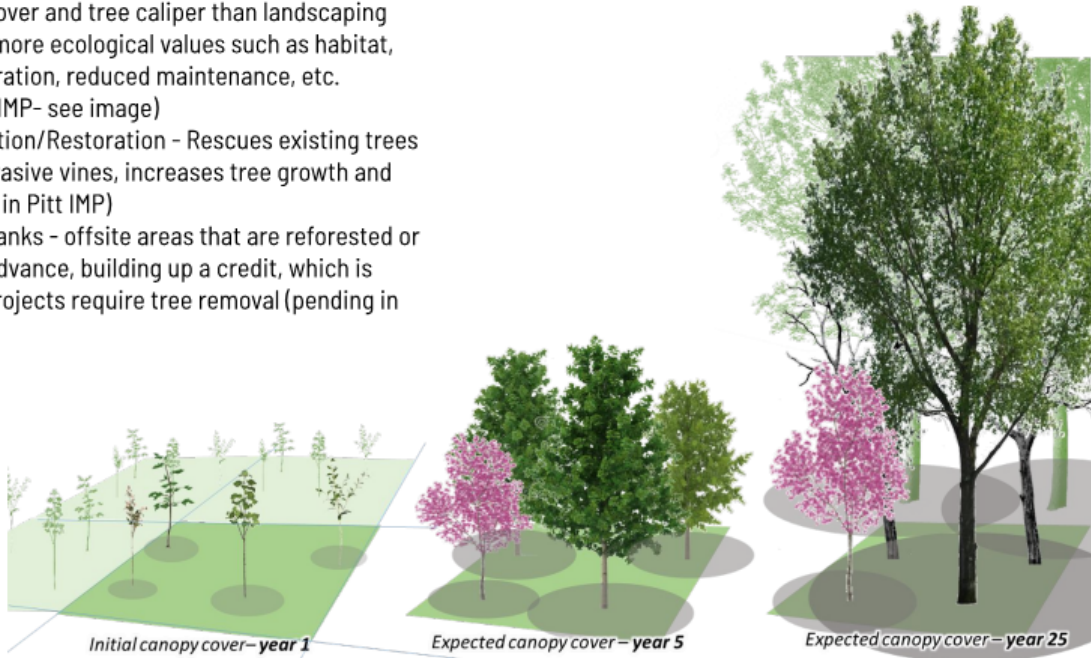 over and tree caliper than landscaping
more ecological values such as habitat,
ration, reduced maintenance, etc.
IMP- see image)
tion/Restoration - Rescues existing trees
asive vines, increases tree growth and
in Pitt IMP)
anks - offsite areas that are reforested or
dvance, building up a credit, which is
rojects require tree removal (pending in
Initial canopy cover– year 1
Expected canopy cover – year 5
Expected canopy cover – year 25